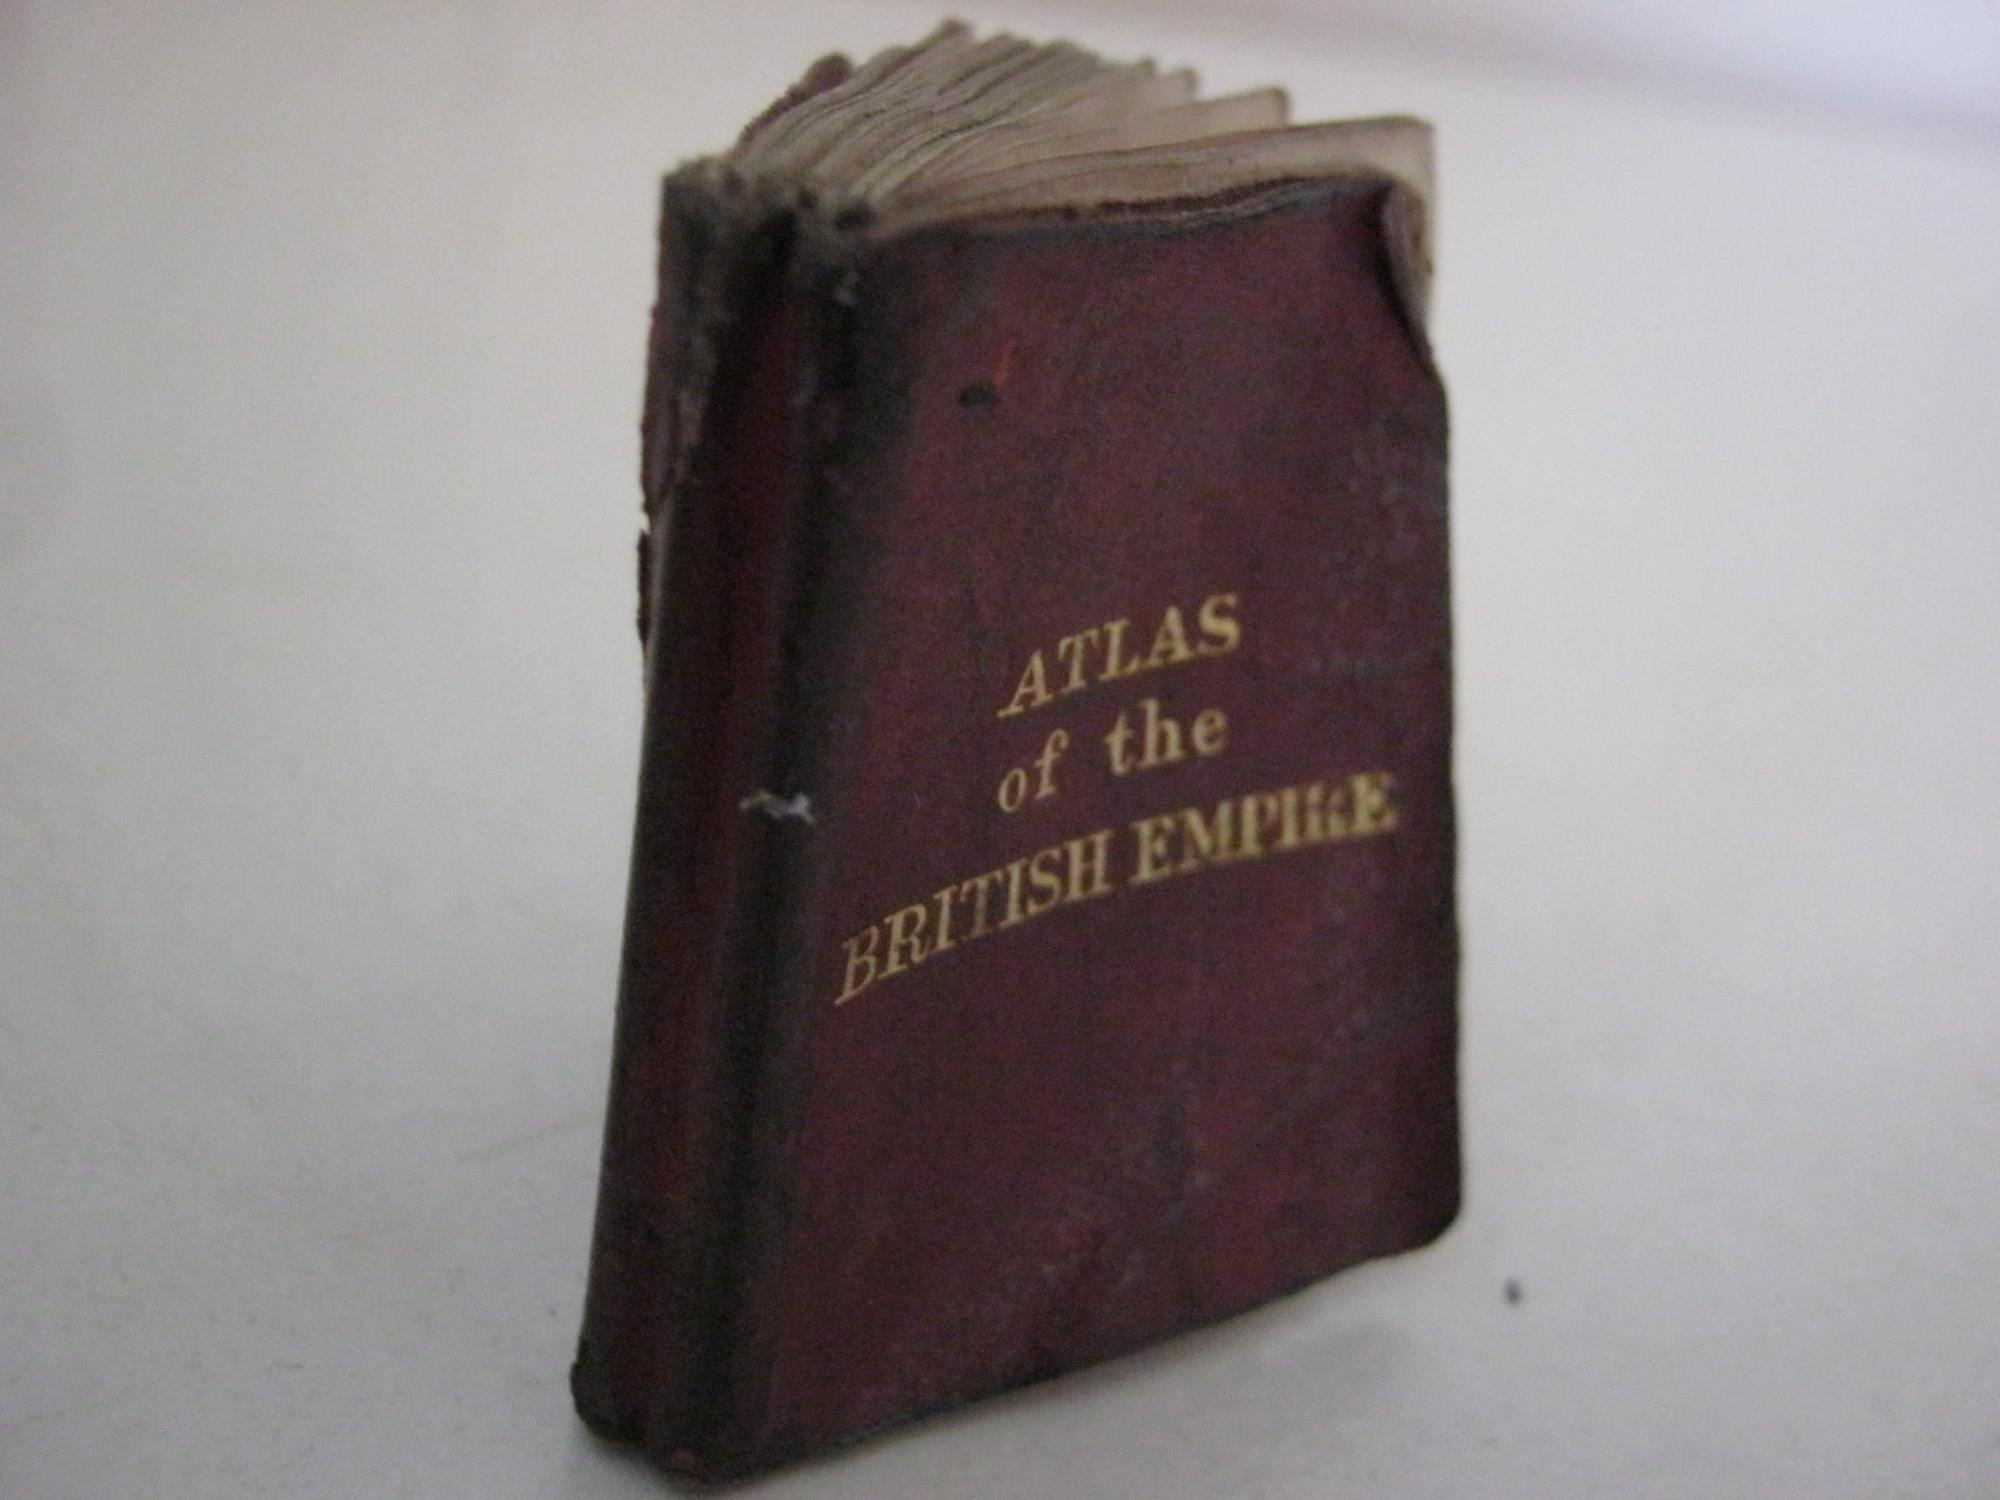 ATLAS
of the
BRITISH EMPIRE